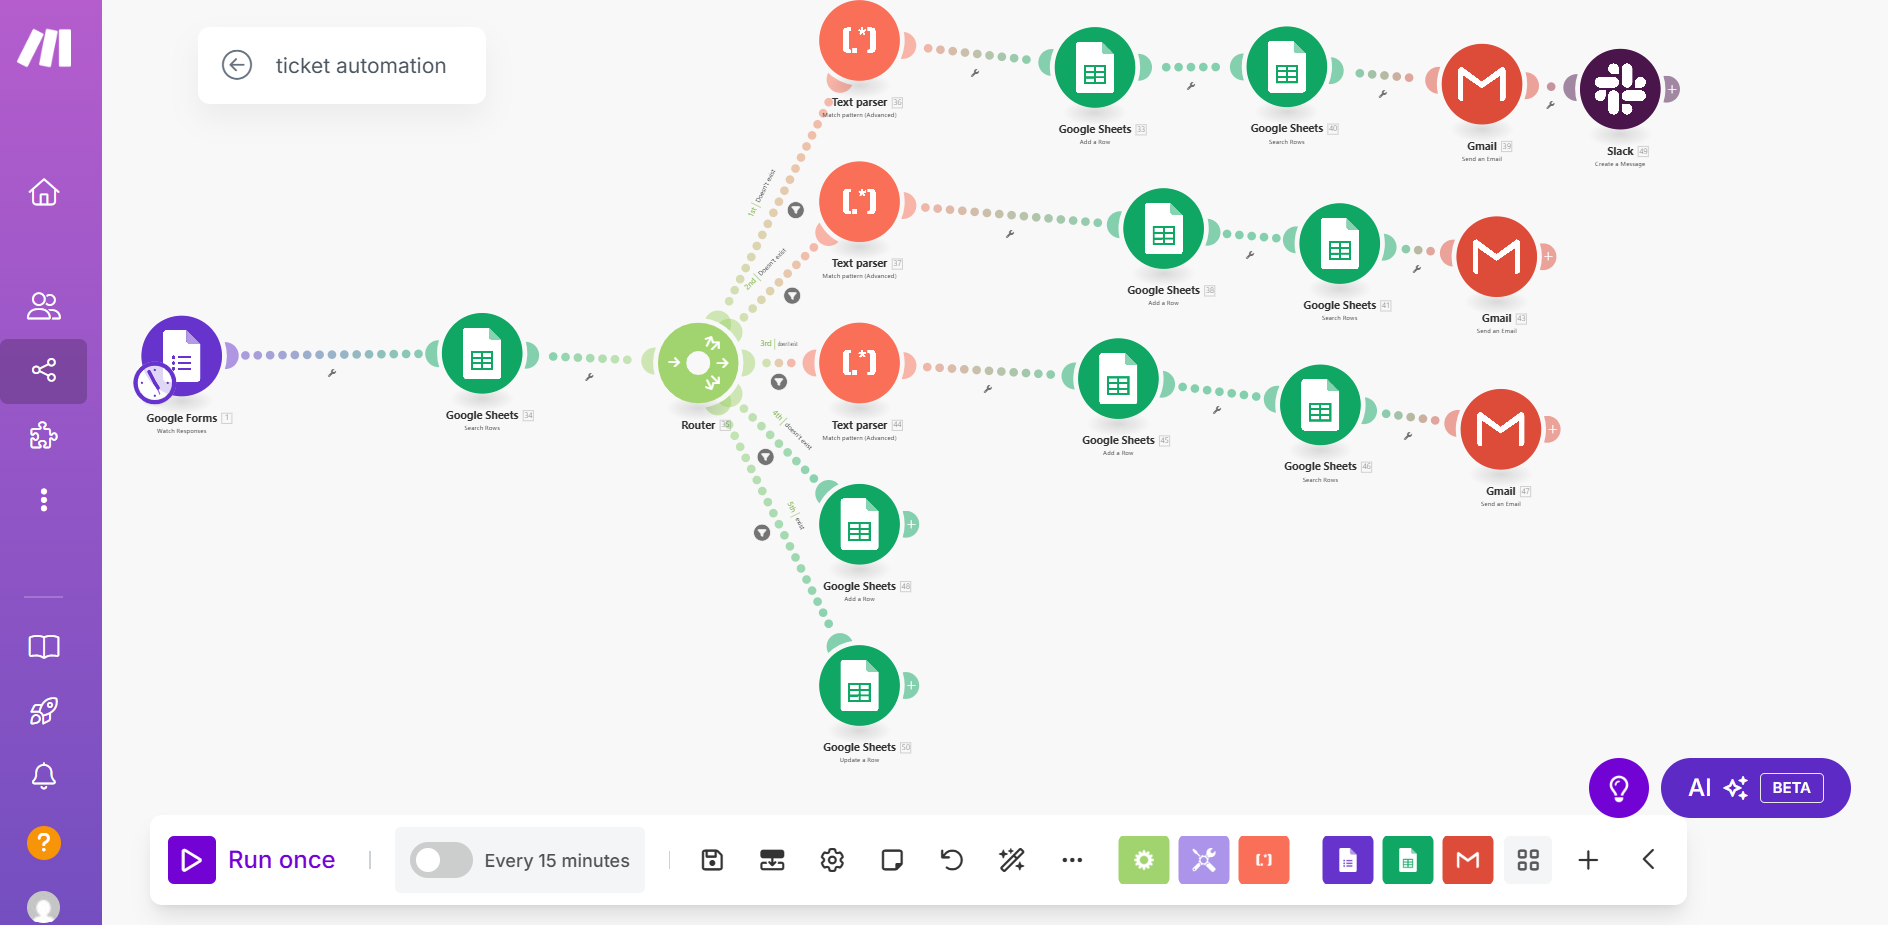 ticket automation
Text parser 36
Match pattern (Advanced)
Google Sheets 33
Add a Row
Google Sheets 40
Search Rows
Gmail 39
Send an Email
Slack 49
Create a Message
1st | Doesn't exist
Text parser 37
Match pattern (Advanced)
Google Sheets 38
Add a Row
Google Sheets 41
Search Rows
Gmail 43
Send an Email
2nd | Doesn't exist
Google Forms 1
Watch Responses
Google Sheets 34
Search Rows
Router 35
3rd |
Text parser 44
Match pattern (Advanced)
Google Sheets 45
Add a Row
Google Sheets 46
Search Rows
Gmail 47
Send an Email
4th | doesn't exist
Google Sheets 48
Add a Row
5th | exist
Google Sheets 50
Update a Row
AI BETA
Run once
Every 15 minutes